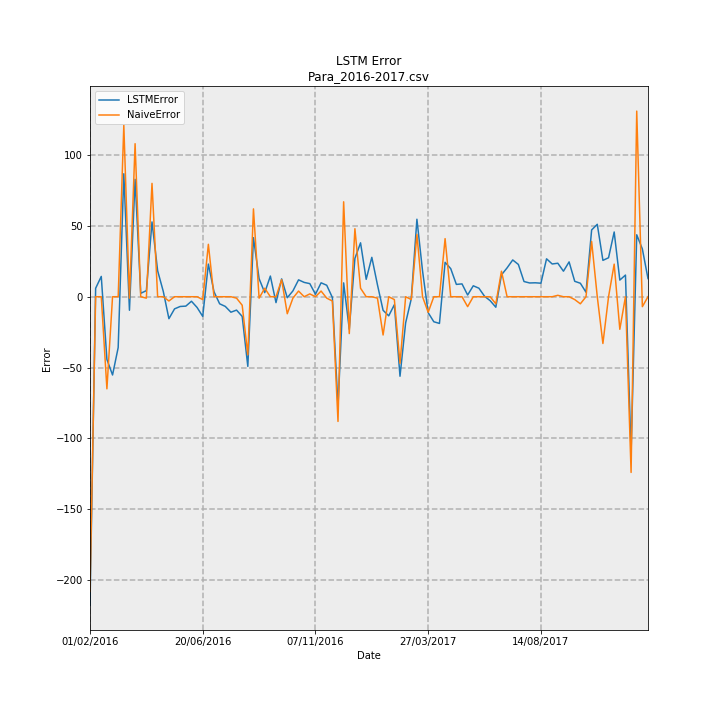 LSTM Error
Para_2016-2017.csv
LSTMError
NaiveError
100
50
0
−50
−100
−150
−200
Error
01/02/2016 20/06/2016 07/11/2016 27/03/2017 14/08/2017
Date